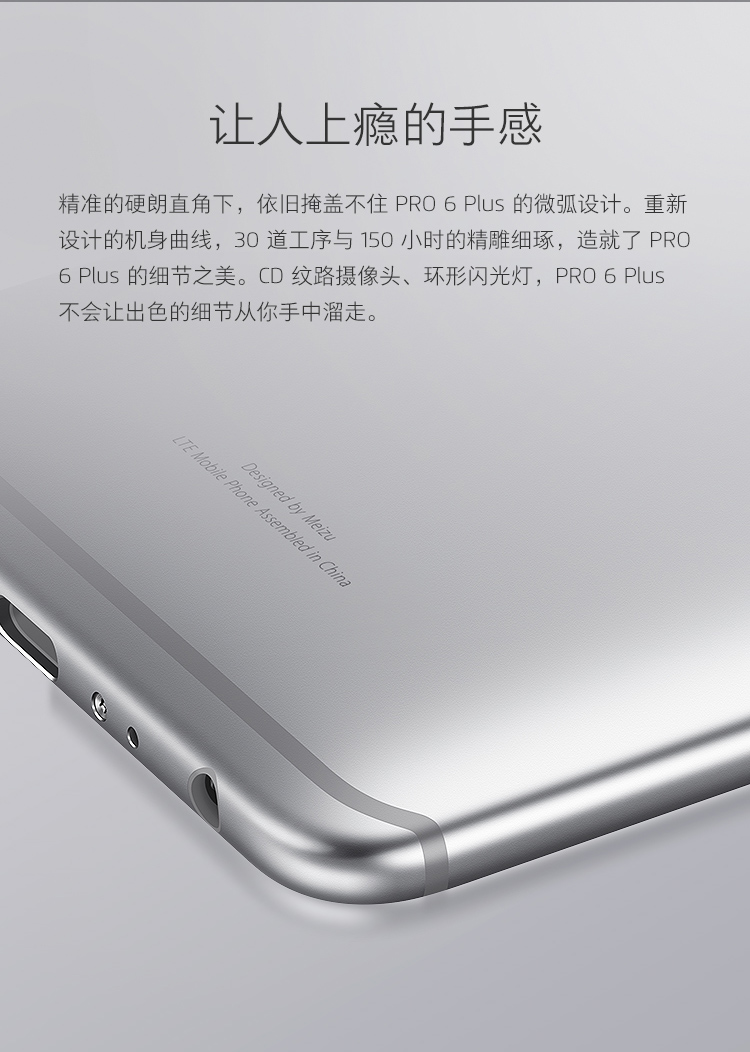 让人上瘾的手感
精准的硬朗直角下，依旧掩盖不住 PRO 6 Plus 的微弧设计。重新
设计的机身曲线，30 道工序与 150 小时的精雕细琢，造就了 PRO
6 Plus 的细节之美。CD 纹路摄像头、环形闪光灯，PRO 6 Plus
不会让出色的细节从你手中溜走。
Designed by Meizu
LTE Mobile Phone Assembled in China